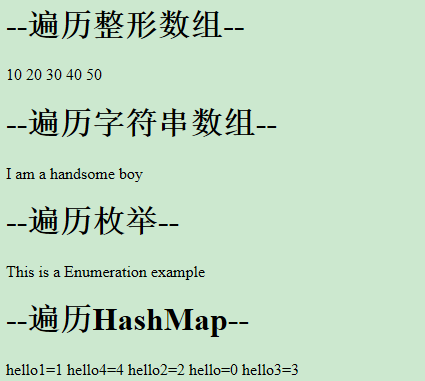 --遍历整形数组--
10 20 30 40 50
--遍历字符串数组--
I am a handsome boy
--遍历枚举--
This is a Enumeration example
--遍历HashMap--
hello1=1 hello4=4 hello2=2 hello=0 hello3=3